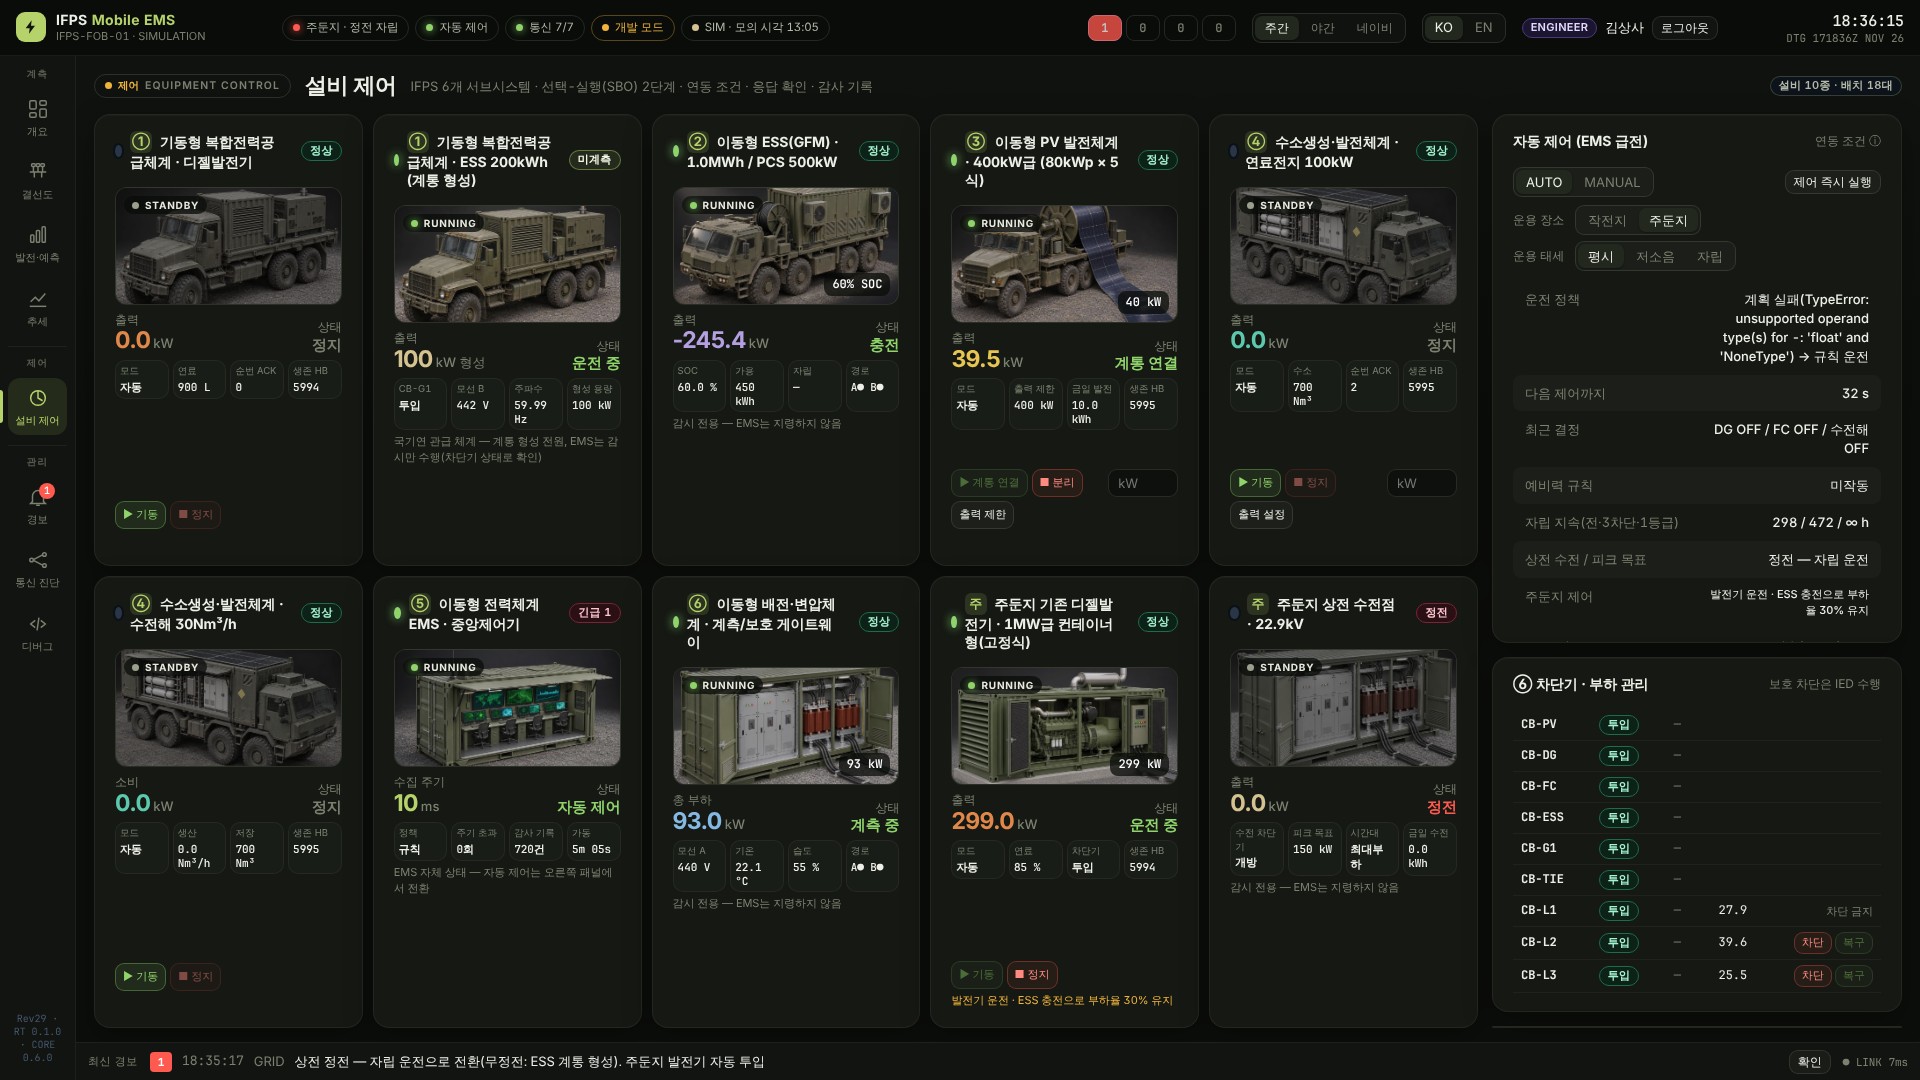 IFPS Mobile EMS
IFPS-FOB-01 · SIMULATION
주둔지 · 정전 자립
자동 제어
통신 7/7
개발 모드
SIM · 모의 시각 13:05
1 0 0 0
주간 야간 네이비
KO EN
ENGINEER 김상사 로그아웃
18:36:15
DTG 171836Z NOV 26
계측
개요
결선도
발전·예측
추세
제어
설비 제어
관리
1
경보
통신 진단
디버그
Rev29 ·
RT 0.1.0
· CORE
0.6.0
제어 EQUIPMENT CONTROL
설비 제어
IFPS 6개 서브시스템 · 선택-실행(SBO) 2단계 · 연동 조건 · 응답 확인 · 감사 기록
설비 10종 · 배치 18대
① 기동형 복합전력공
급체계 · 디젤발전기
정상
STANDBY
출력
0.0 kW
상태
정지
모드 연료 순번 ACK 생존 HB
자동 900 L 0 5994
▶ 기동 ■ 정지
① 기동형 복합전력공
급체계 · ESS 200kWh
(계통 형성)
미계측
RUNNING
출력
100 kW 형성
상태
운전 중
CB-G1 모선 B 주파수 형성 용량
투입 442 V 59.99 Hz 100 kW
국기연 관급 체계 — 계통 형성 전원, EMS는 감
시만 수행(차단기 상태로 확인)
② 이동형 ESS(GFM) ·
1.0MWh / PCS 500kW
정상
RUNNING
60% SOC
출력
-245.4 kW
상태
충전
SOC 가용 자립 경로
60.0 % 450 kWh — A● B●
감시 전용 — EMS는 지령하지 않음
③ 이동형 PV 발전체계
· 400kW급 (80kWp × 5
식)
정상
RUNNING
40 kW
출력
39.5 kW
상태
계통 연결
모드 출력 제한 금일 발전 생존 HB
자동 400 kW 10.0 kWh 5995
▶ 계통 연결 ■ 분리 kW
출력 제한
④ 수소생성·발전체계 ·
연료전지 100kW
정상
STANDBY
출력
0.0 kW
상태
정지
모드 수소 순번 ACK 생존 HB
자동 700 Nm³ 2 5995
▶ 기동 ■ 정지 kW
출력 설정
④ 수소생성·발전체계 ·
수전해 30Nm³/h
정상
STANDBY
소비
0.0 kW
상태
정지
모드 생산 저장 생존 HB
자동 0.0 Nm³/h 700 Nm³ 5995
▶ 기동 ■ 정지
⑤ 이동형 전력체계
EMS · 중앙제어기
긴급 1
RUNNING
수집 주기
10 ms
상태
자동 제어
정책 주기 초과 감사 기록 가동
규칙 0회 720건 5m 05s
EMS 자체 상태 — 자동 제어는 오른쪽 패널에
서 전환
⑥ 이동형 배전·변압체
계 · 계측/보호 게이트웨
이
정상
RUNNING
93 kW
총 부하
93.0 kW
상태
계측 중
모선 A 기온 습도 경로
440 V 22.1 °C 55 % A● B●
감시 전용 — EMS는 지령하지 않음
주 주둔지 기존 디젤발
전기 · 1MW급 컨테이너
형(고정식)
정상
RUNNING
299 kW
출력
299.0 kW
상태
운전 중
모드 연료 차단기 생존 HB
자동 85 % 투입 5994
▶ 기동 ■ 정지
발전기 운전 · ESS 충전으로 부하율 30% 유지
주 주둔지 상전 수전점
· 22.9kV
정전
STANDBY
출력
0.0 kW
상태
정전
수전 차단기 피크 목표 시간대 금일 수전
개방 150 kW 최대부하 0.0 kWh
감시 전용 — EMS는 지령하지 않음
자동 제어 (EMS 급전)
연동 조건 ⓘ
AUTO MANUAL
제어 즉시 실행
운용 장소 작전지 주둔지
운용 태세 평시 저소음 자립
운전 정책
계획 실패(TypeError:
unsupported operand
type(s) for -: 'float' and
'NoneType') → 규칙 운전
다음 제어까지 32 s
최근 결정 DG OFF / FC OFF / 수전해
OFF
예비력 규칙 미작동
자립 지속(전·3차단·1등급) 298 / 472 / ∞ h
상전 수전 / 피크 목표 정전 — 자립 운전
주둔지 제어 발전기 운전 · ESS 충전으로 부하
율 30% 유지
⑥ 차단기 · 부하 관리
보호 차단은 IED 수행
CB-PV 투입 —
CB-DG 투입 —
CB-FC 투입 —
CB-ESS 투입 —
CB-G1 투입 —
CB-TIE 투입 —
CB-L1 투입 — 27.9 차단 금지
CB-L2 투입 — 39.6 차단 복구
CB-L3 투입 — 25.5 차단 복구
최신 경보 1 18:35:17 GRID 상전 정전 — 자립 운전으로 전환(무정전: ESS 계통 형성). 주둔지 발전기 자동 투입
확인
LINK 7ms